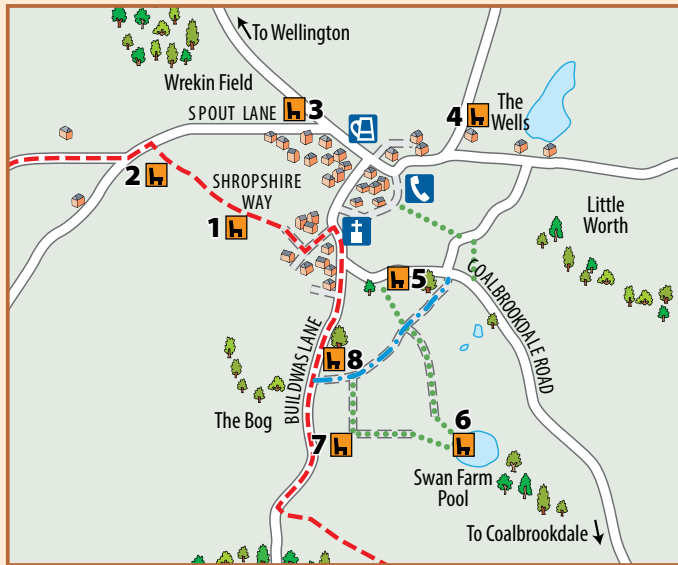 To Wellington
Wrekin Field
SPOUT LANE
3
4
The
Wells
2
SHROPSHIRE
WAY
1
Little
Worth
5
COALBROOKDALE ROAD
BUILDWAS LANE
8
The Bog
7
6
Swan Farm
Pool
To Coalbrookdale